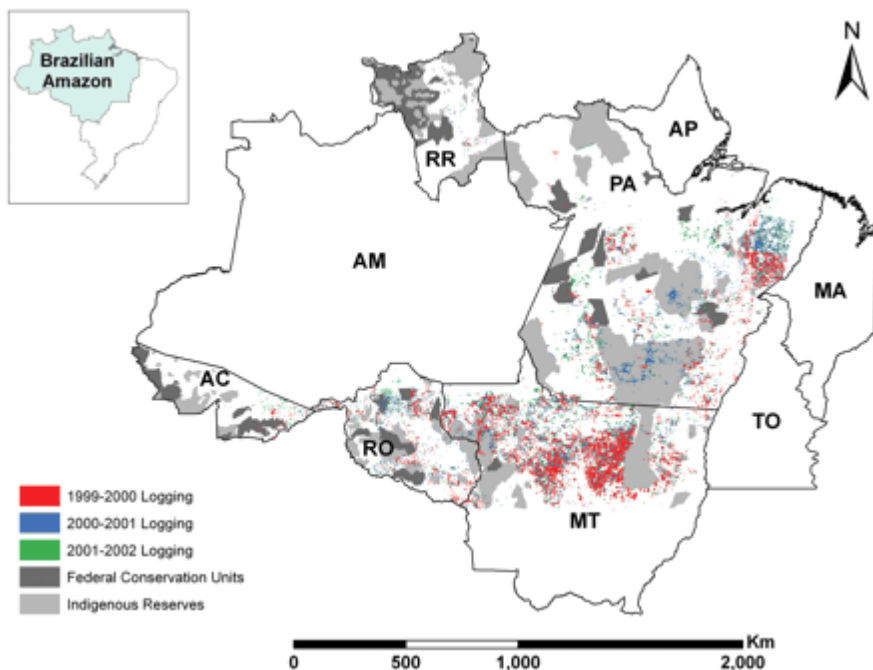 Brazilian
Amazon
N
AP
RR
PA
AM
MA
AC
TO
RO
MT
1999-2000 Logging
2000-2001 Logging
2001-2002 Logging
Federal Conservation Units
Indigenous Reserves
Km
0 500 1,000 2,000